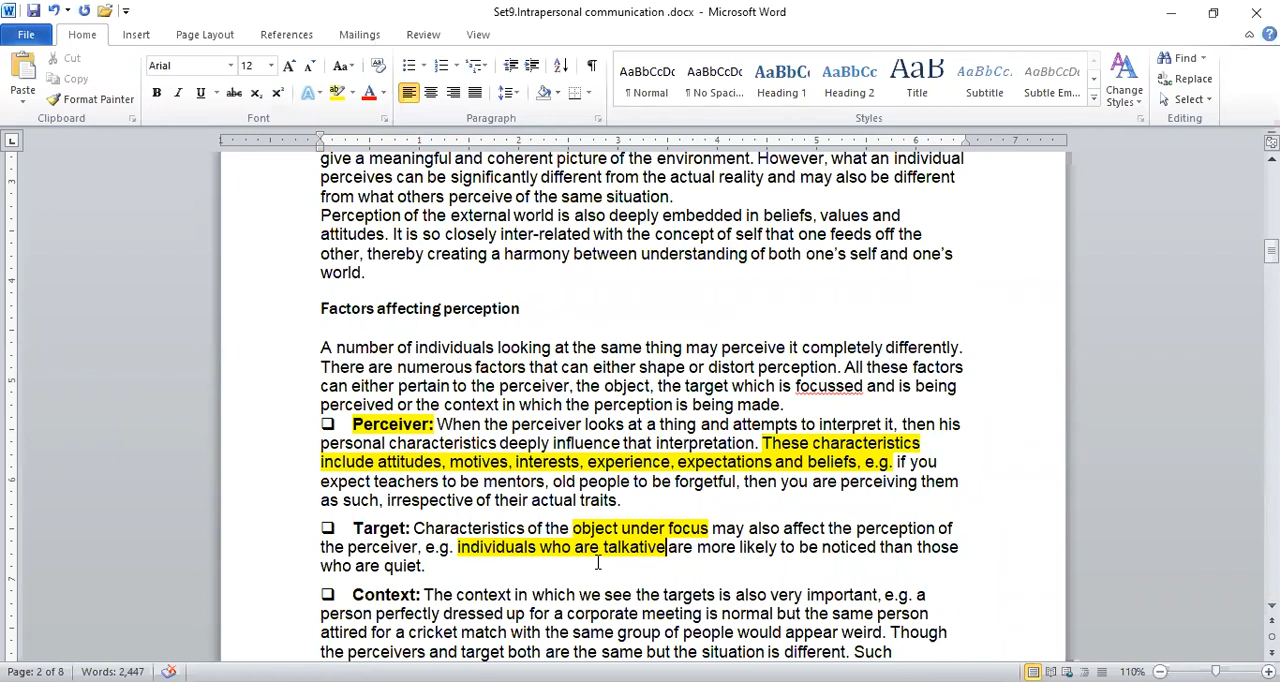 Set9.Intrapersonal communication .docx - Microsoft Word
File Home Insert Page Layout References Mailings Review View
Paste
Cut
Copy
Format Painter
Clipboard
Arial 12
Font
Paragraph
AaBbCcDc AaBbCcDc AaBbC AaBbCc AaB AaBbCc. AaBbCcDc
¶ Normal ¶ No Spaci... Heading 1 Heading 2 Title Subtitle Subtle Em...
Styles
Change
Styles
Find
Replace
Select
Editing
1 1 2 3 4 5 6 7
3
4
5
6
7
give a meaningful and coherent picture of the environment. However, what an individual
perceives can be significantly different from the actual reality and may also be different
from what others perceive of the same situation.
Perception of the external world is also deeply embedded in beliefs, values and
attitudes. It is so closely inter-related with the concept of self that one feeds off the
other, thereby creating a harmony between understanding of both one's self and one's
world.
Factors affecting perception
A number of individuals looking at the same thing may perceive it completely differently.
There are numerous factors that can either shape or distort perception. All these factors
can either pertain to the perceiver, the object, the target which is focussed and is being
perceived or the context in which the perception is being made.
❑ Perceiver: When the perceiver looks at a thing and attempts to interpret it, then his
personal characteristics deeply influence that interpretation. These characteristics
include attitudes, motives, interests, experience, expectations and beliefs, e.g. if you
expect teachers to be mentors, old people to be forgetful, then you are perceiving them
as such, irrespective of their actual traits.
❑ Target: Characteristics of the object under focus may also affect the perception of
the perceiver, e.g. individuals who are talkative are more likely to be noticed than those
who are quiet.
❑ Context: The context in which we see the targets is also very important, e.g. a
person perfectly dressed up for a corporate meeting is normal but the same person
attired for a cricket match with the same group of people would appear weird. Though
the perceivers and target both are the same but the situation is different. Such
Page: 2 of 8 Words: 2,447 110%